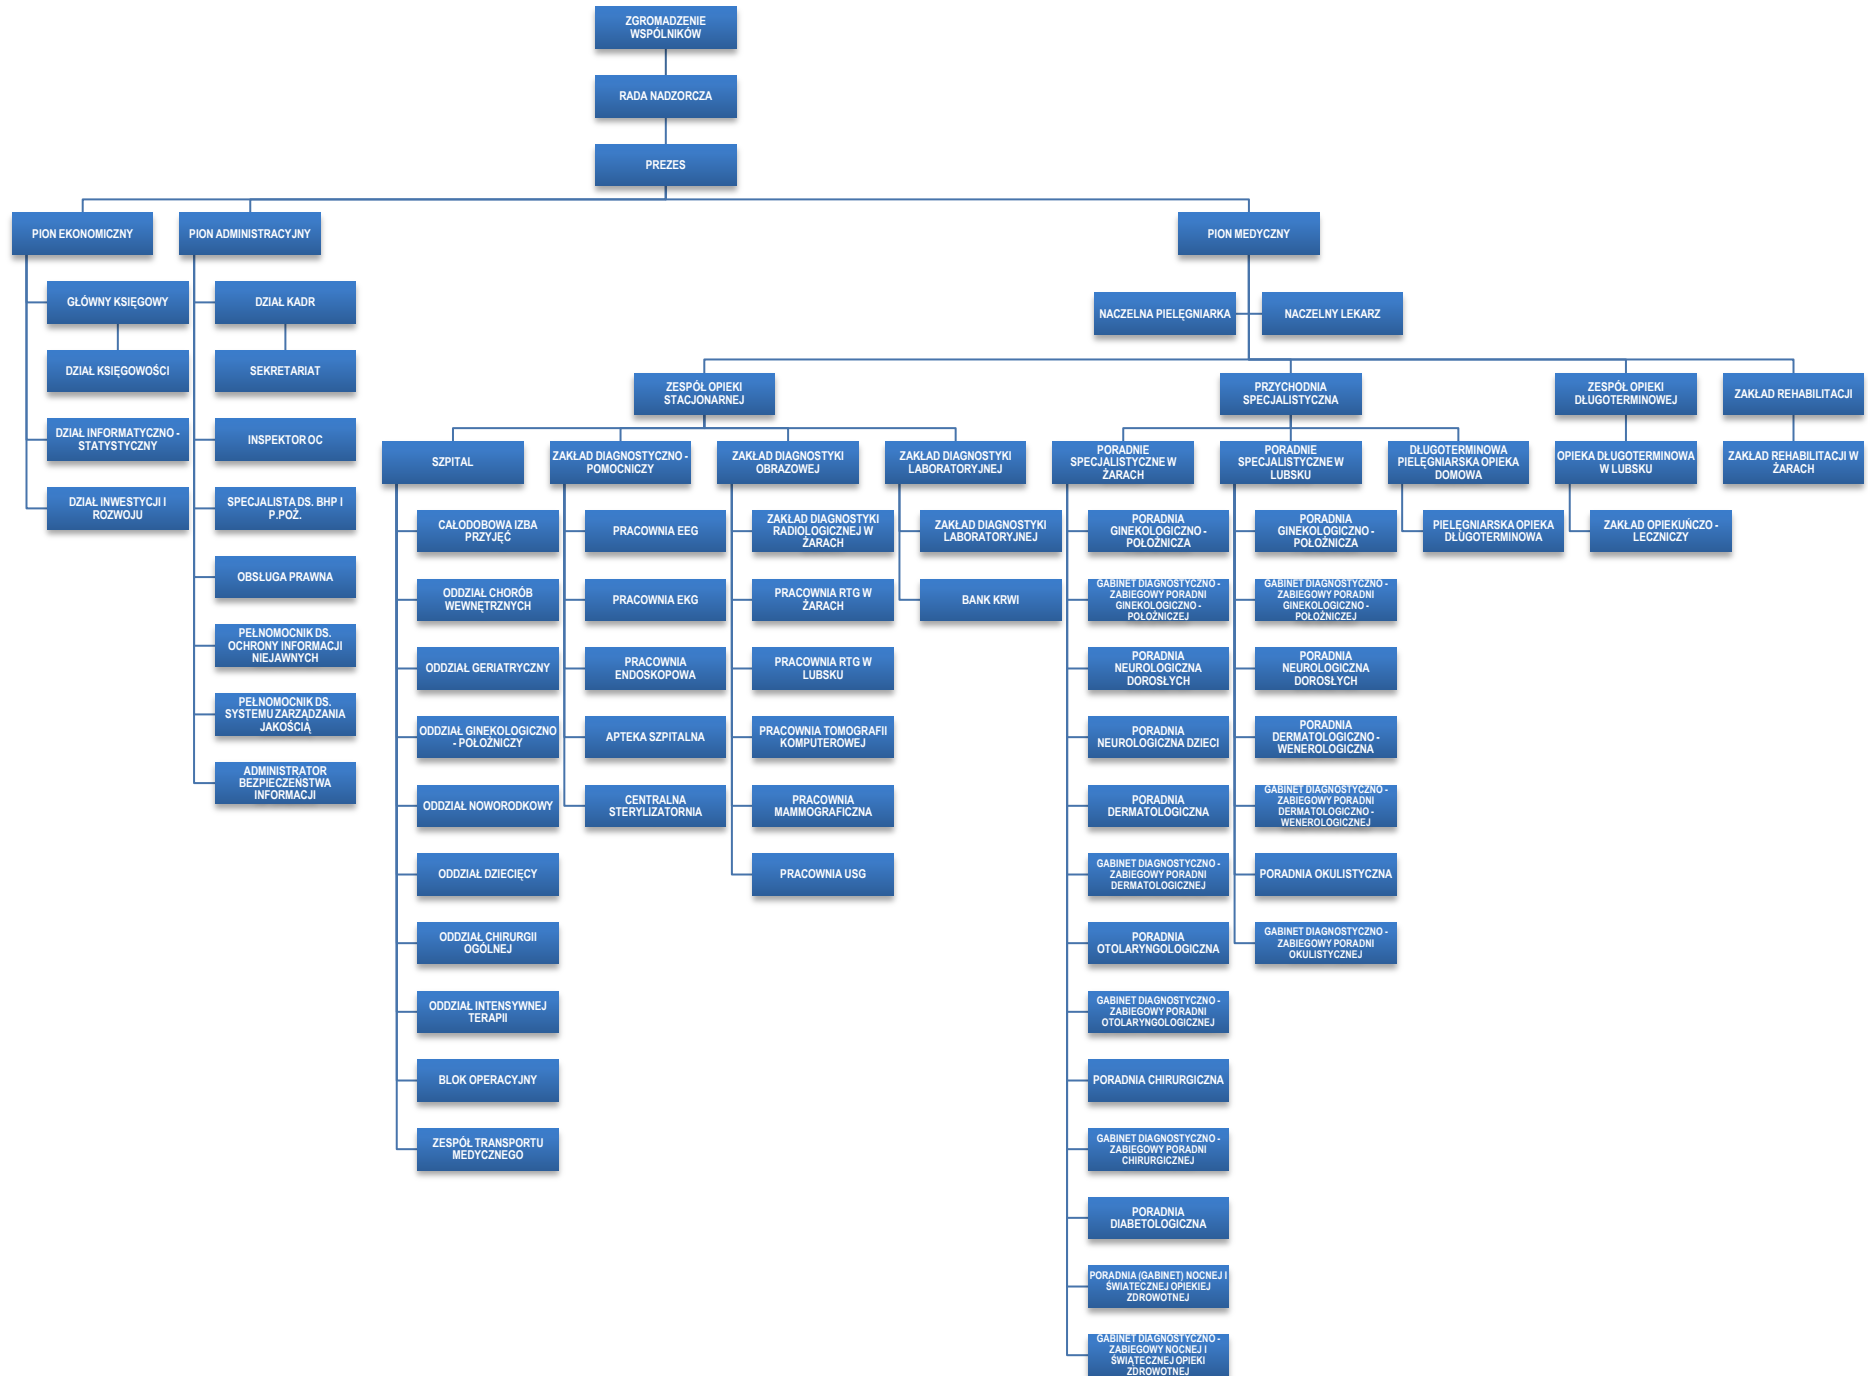 ZGROMADZENIE
WSPÓLNIKÓW
RADA NADZORCZA
PREZES
PION EKONOMICZNY
PION ADMINISTRACYJNY
PION MEDYCZNY
GŁÓWNY KSIĘGOWY
DZIAŁ KSIĘGOWOŚCI
DZIAŁ INFORMATYCZNO -
STATYSTYCZNY
DZIAŁ INWESTYCJI I
ROZWOJU
DZIAŁ KADR
SEKRETARIAT
INSPEKTOR OC
SPECJALISTA DS. BHP I
P.POŻ.
OBSŁUGA PRAWNA
PEŁNOMOCNIK DS.
OCHRONY INFORMACJI
NIEJAWNYCH
PEŁNOMOCNIK DS.
SYSTEMU ZARZĄDZANIA
JAKOŚCIĄ
ADMINISTRATOR
BEZPIECZEŃSTWA
INFORMACJI
NACZELNA PIELĘGNIARKA
NACZELNY LEKARZ
ZESPÓŁ OPIEKI
STACJONARNEJ
PRZYCHODNIA
SPECJALISTYCZNA
ZESPÓŁ OPIEKI
DŁUGOTERMINOWEJ
ZAKŁAD REHABILITACJI
SZPITAL
CAŁODOBOWA IZBA
PRZYJĘĆ
ODDZIAŁ CHORÓB
WEWNĘTRZNYCH
ODDZIAŁ GERIATRYCZNY
ODDZIAŁ GINEKOLOGICZNO
- POŁOŻNICZY
ODDZIAŁ NOWORODKOWY
ODDZIAŁ DZIECIĘCY
ODDZIAŁ CHIRURGII
OGÓLNEJ
ODDZIAŁ INTENSYWNEJ
TERAPII
BLOK OPERACYJNY
ZESPÓŁ TRANSPORTU
MEDYCZNEGO
ZAKŁAD DIAGNOSTYCZNO -
POMOCNICZY
PRACOWNIA EEG
PRACOWNIA EKG
PRACOWNIA
ENDOSKOPOWA
APTEKA SZPITALNA
CENTRALNA
STERYLIZATORNIA
ZAKŁAD DIAGNOSTYKI
OBRAZOWEJ
ZAKŁAD DIAGNOSTYKI
RADIOLOGICZNEJ W
ŻARACH
PRACOWNIA RTG W
ŻARACH
PRACOWNIA RTG W
LUBSKU
PRACOWNIA TOMOGRAFII
KOMPUTEROWEJ
PRACOWNIA
MAMMOGRAFICZNA
PRACOWNIA USG
ZAKŁAD DIAGNOSTYKI
LABORATORYJNEJ
ZAKŁAD DIAGNOSTYKI
LABORATORYJNEJ
BANK KRWI
PORADNIE
SPECJALISTYCZNE W
ŻARACH
PORADNIA
GINEKOLOGICZNO -
POŁOŻNICZA
GABINET DIAGNOSTYCZNO -
ZABIEGOWY PORADNI
GINEKOLOGICZNO -
POŁOŻNICZEJ
PORADNIA
NEUROLOGICZNA
DOROSŁYCH
PORADNIA
NEUROLOGICZNA DZIECI
PORADNIA
DERMATOLOGICZNA
GABINET DIAGNOSTYCZNO -
ZABIEGOWY PORADNI
DERMATOLOGICZNEJ
PORADNIA
OTOLARYNGOLOGICZNA
GABINET DIAGNOSTYCZNO -
ZABIEGOWY PORADNI
OTOLARYNGOLOGICZNEJ
PORADNIA CHIRURGICZNA
GABINET DIAGNOSTYCZNO -
ZABIEGOWY PORADNI
CHIRURGICZNEJ
PORADNIA
DIABETOLOGICZNA
PORADNIA (GABINET) NOCNEJ I
ŚWIATECZNEJ OPIEKIEJ
ZDROWOTNEJ
GABINET DIAGNOSTYCZNO -
ZABIEGOWY NOCNEJ I
ŚWIĄTECZNEJ OPIEKI
ZDROWOTNEJ
PORADNIE
SPECJALISTYCZNE W
LUBSKU
PORADNIA
GINEKOLOGICZNO -
POŁOŻNICZA
GABINET DIAGNOSTYCZNO -
ZABIEGOWY PORADNI
GINEKOLOGICZNO -
POŁOŻNICZEJ
PORADNIA
NEUROLOGICZNA
DOROSŁYCH
PORADNIA
DERMATOLOGICZNO -
WENEROLOGICZNA
GABINET DIAGNOSTYCZNO -
ZABIEGOWY PORADNI
DERMATOLOGICZNO -
WENEROLOGICZNEJ
PORADNIA OKULISTYCZNA
GABINET DIAGNOSTYCZNO -
ZABIEGOWY PORADNI
OKULISTYCZNEJ
DŁUGOTERMINOWA
PIELĘGNIARSKA OPIEKA
DOMOWA
PIELĘGNIARSKA OPIEKA
DŁUGOTERMINOWA
OPIEKA DŁUGOTERMINOWA
W LUBSKU
ZAKŁAD OPIEKUŃCZO -
LECZNICZY
ZAKŁAD REHABILITACJI W
ŻARACH